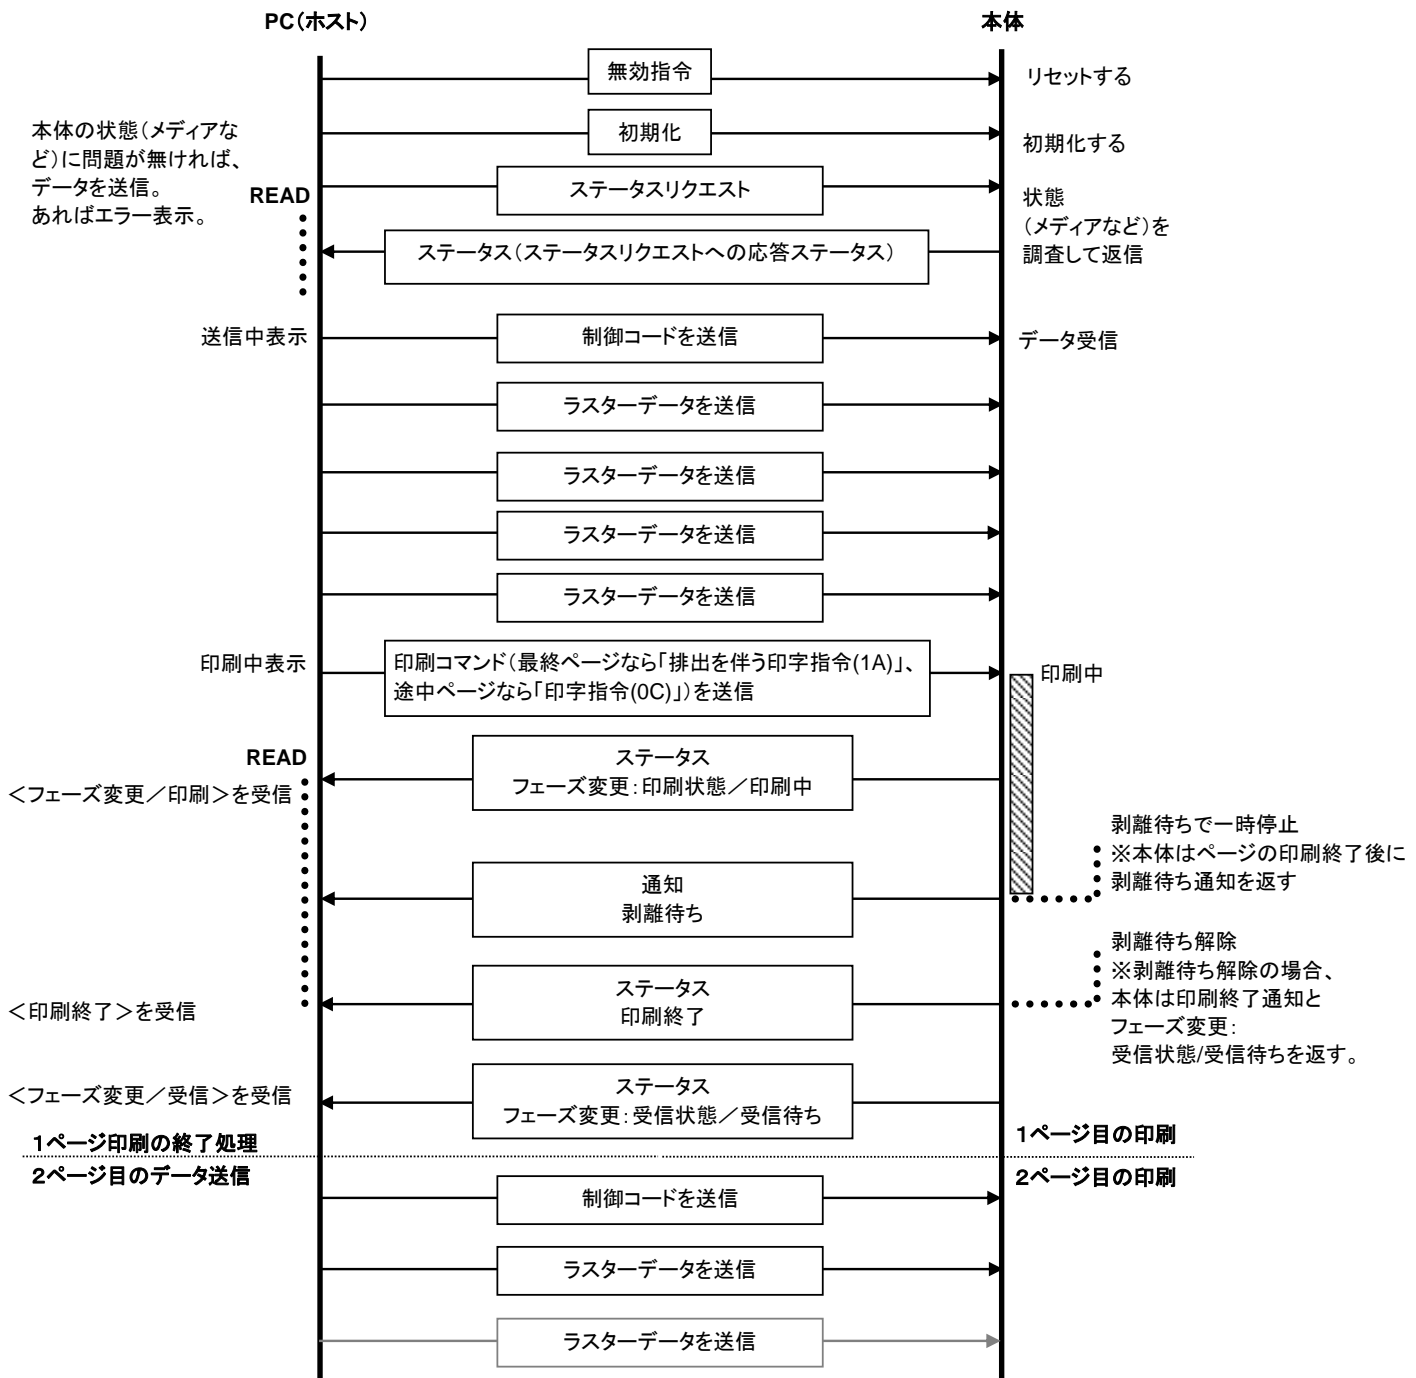 PC（ホスト）
本体
無効指令
リセットする
本体の状態（メディアな
ど）に問題が無ければ、
データを送信。
あればエラー表示。
初期化
初期化する
READ
ステータスリクエスト
状態
（メディアなど）を
調査して返信
ステータス（ステータスリクエストへの応答ステータス）
送信中表示
制御コードを送信
データ受信
ラスターデータを送信
ラスターデータを送信
ラスターデータを送信
ラスターデータを送信
印刷中表示
印刷コマンド（最終ページなら「排出を伴う印字指令(1A)」、
途中ページなら「印字指令(0C)」）を送信
印刷中
READ
ステータス
フェーズ変更：印刷状態／印刷中
＜フェーズ変更／印刷＞を受信
剥離待ちで一時停止
※本体はページの印刷終了後に
剥離待ち通知を返す
通知
剥離待ち
剥離待ち解除
※剥離待ち解除の場合、
本体は印刷終了通知と
フェーズ変更：
受信状態/受信待ちを返す。
ステータス
印刷終了
＜印刷終了＞を受信
ステータス
フェーズ変更：受信状態／受信待ち
＜フェーズ変更／受信＞を受信
1ページ印刷の終了処理
1ページ目の印刷
2ページ目のデータ送信
2ページ目の印刷
制御コードを送信
ラスターデータを送信
ラスターデータを送信